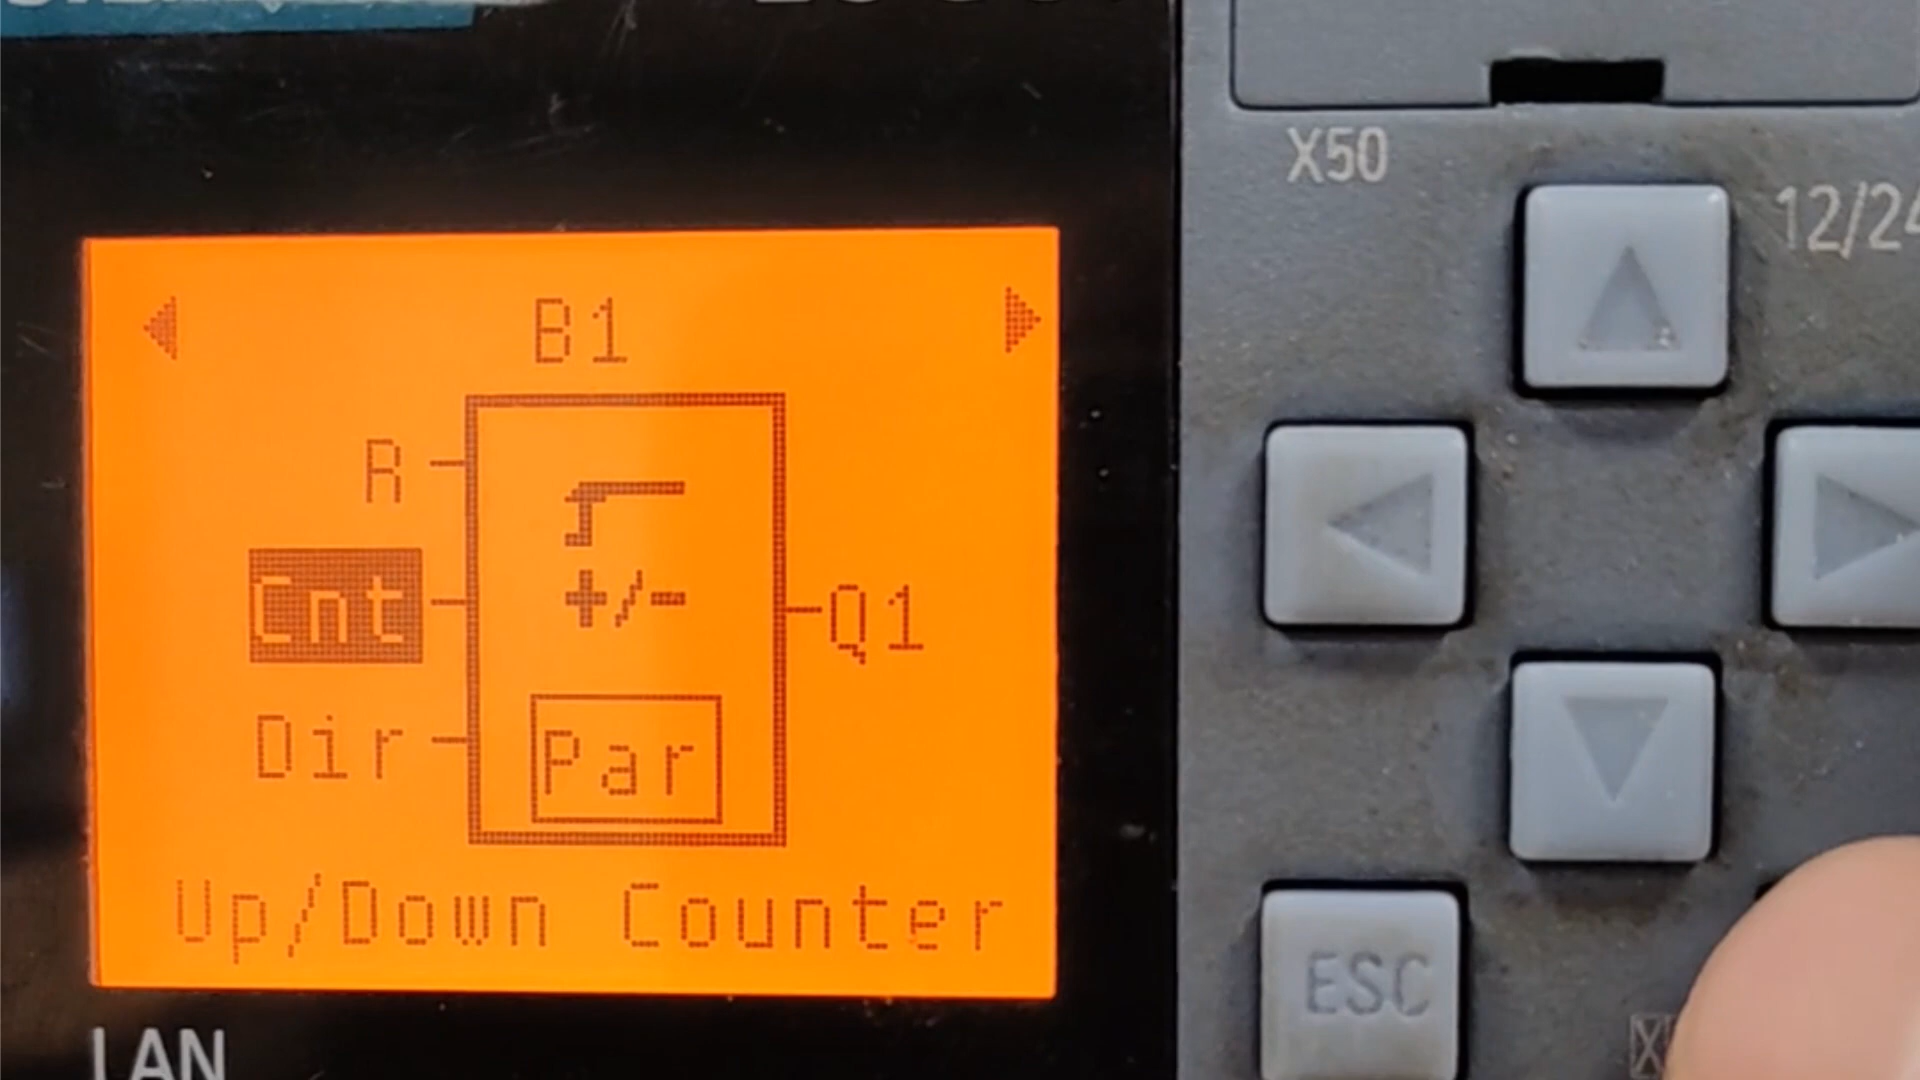 X50
12/24
B1
R
Cnt
+/-
Q1
Dir
Par
Up/Down Counter
ESC
LAN